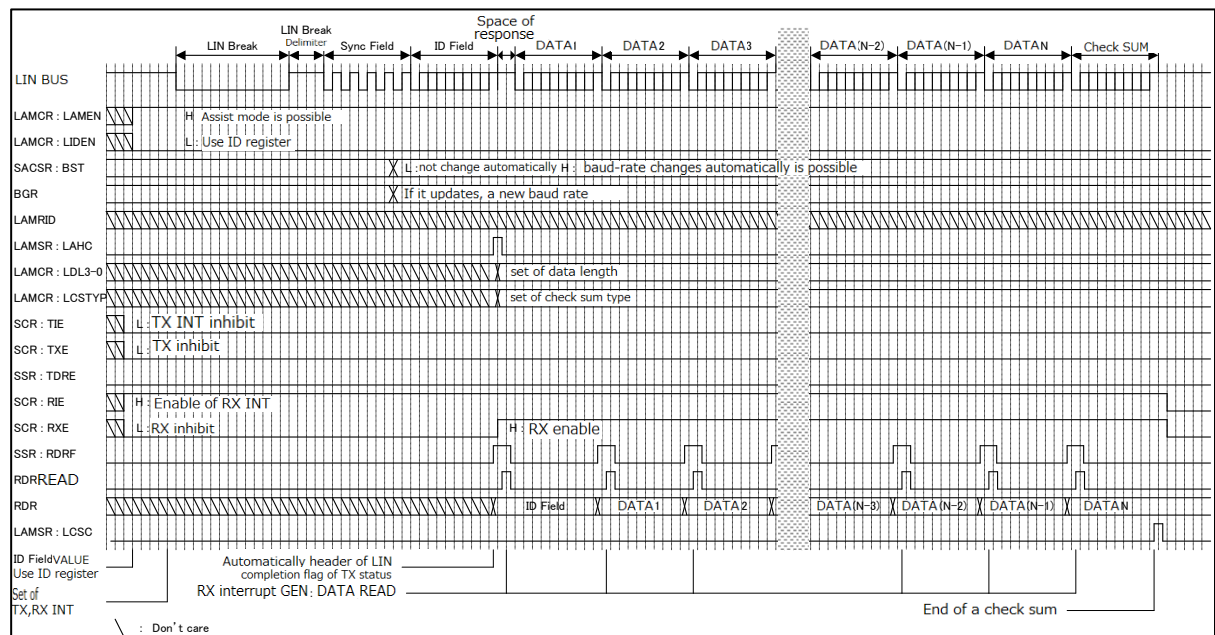 Space of
response
LIN Break
LIN Break
Delimiter
Sync Field
ID Field
DATA1
DATA2
DATA3
DATA(N-2)
DATA(N-1)
DATAN
Check SUM
LIN BUS
LAMCR : LAMEN
H Assist mode is possible
LAMCR : LIDEN
L : Use ID register
SACSR : BST
L :not change automatically H : baud-rate changes automatically is possible
BGR
If it updates, a new baud rate
LAMRID
LAMSR : LAHC
LAMCR : LDL3-0
set of data length
LAMCR : LCSTYP
set of check sum type
SCR : TIE
L : TX INT inhibit
SCR : TXE
L : TX inhibit
SSR : TDRE
SCR : RIE
H : Enable of RX INT
SCR : RXE
L : RX inhibit
H : RX enable
SSR : RDRF
RDRREAD
RDR
ID Field
DATA1
DATA2
DATA(N-3)
DATA(N-2)
DATA(N-1)
DATAN
LAMSR : LCSC
ID FieldVALUE
Use ID register
Automatically header of LIN
completion flag of TX status
RX interrupt GEN: DATA READ
Set of
TX,RX INT
End of a check sum
: Don't care